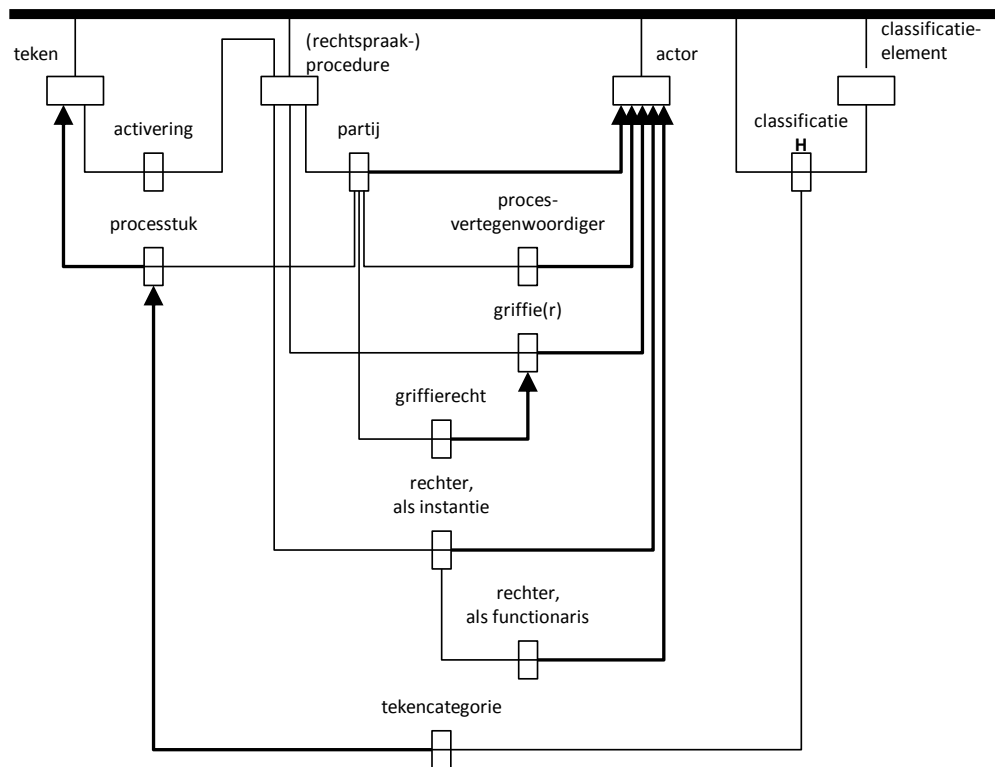 teken
(rechtspraak-)
procedure
actor
classificatie-
element
activering
partij
classificatie
H
processtuk
proces-
vertegenwoordiger
griffie(r)
griffierecht
rechter,
als instantie
rechter,
als functionaris
tekencategorie